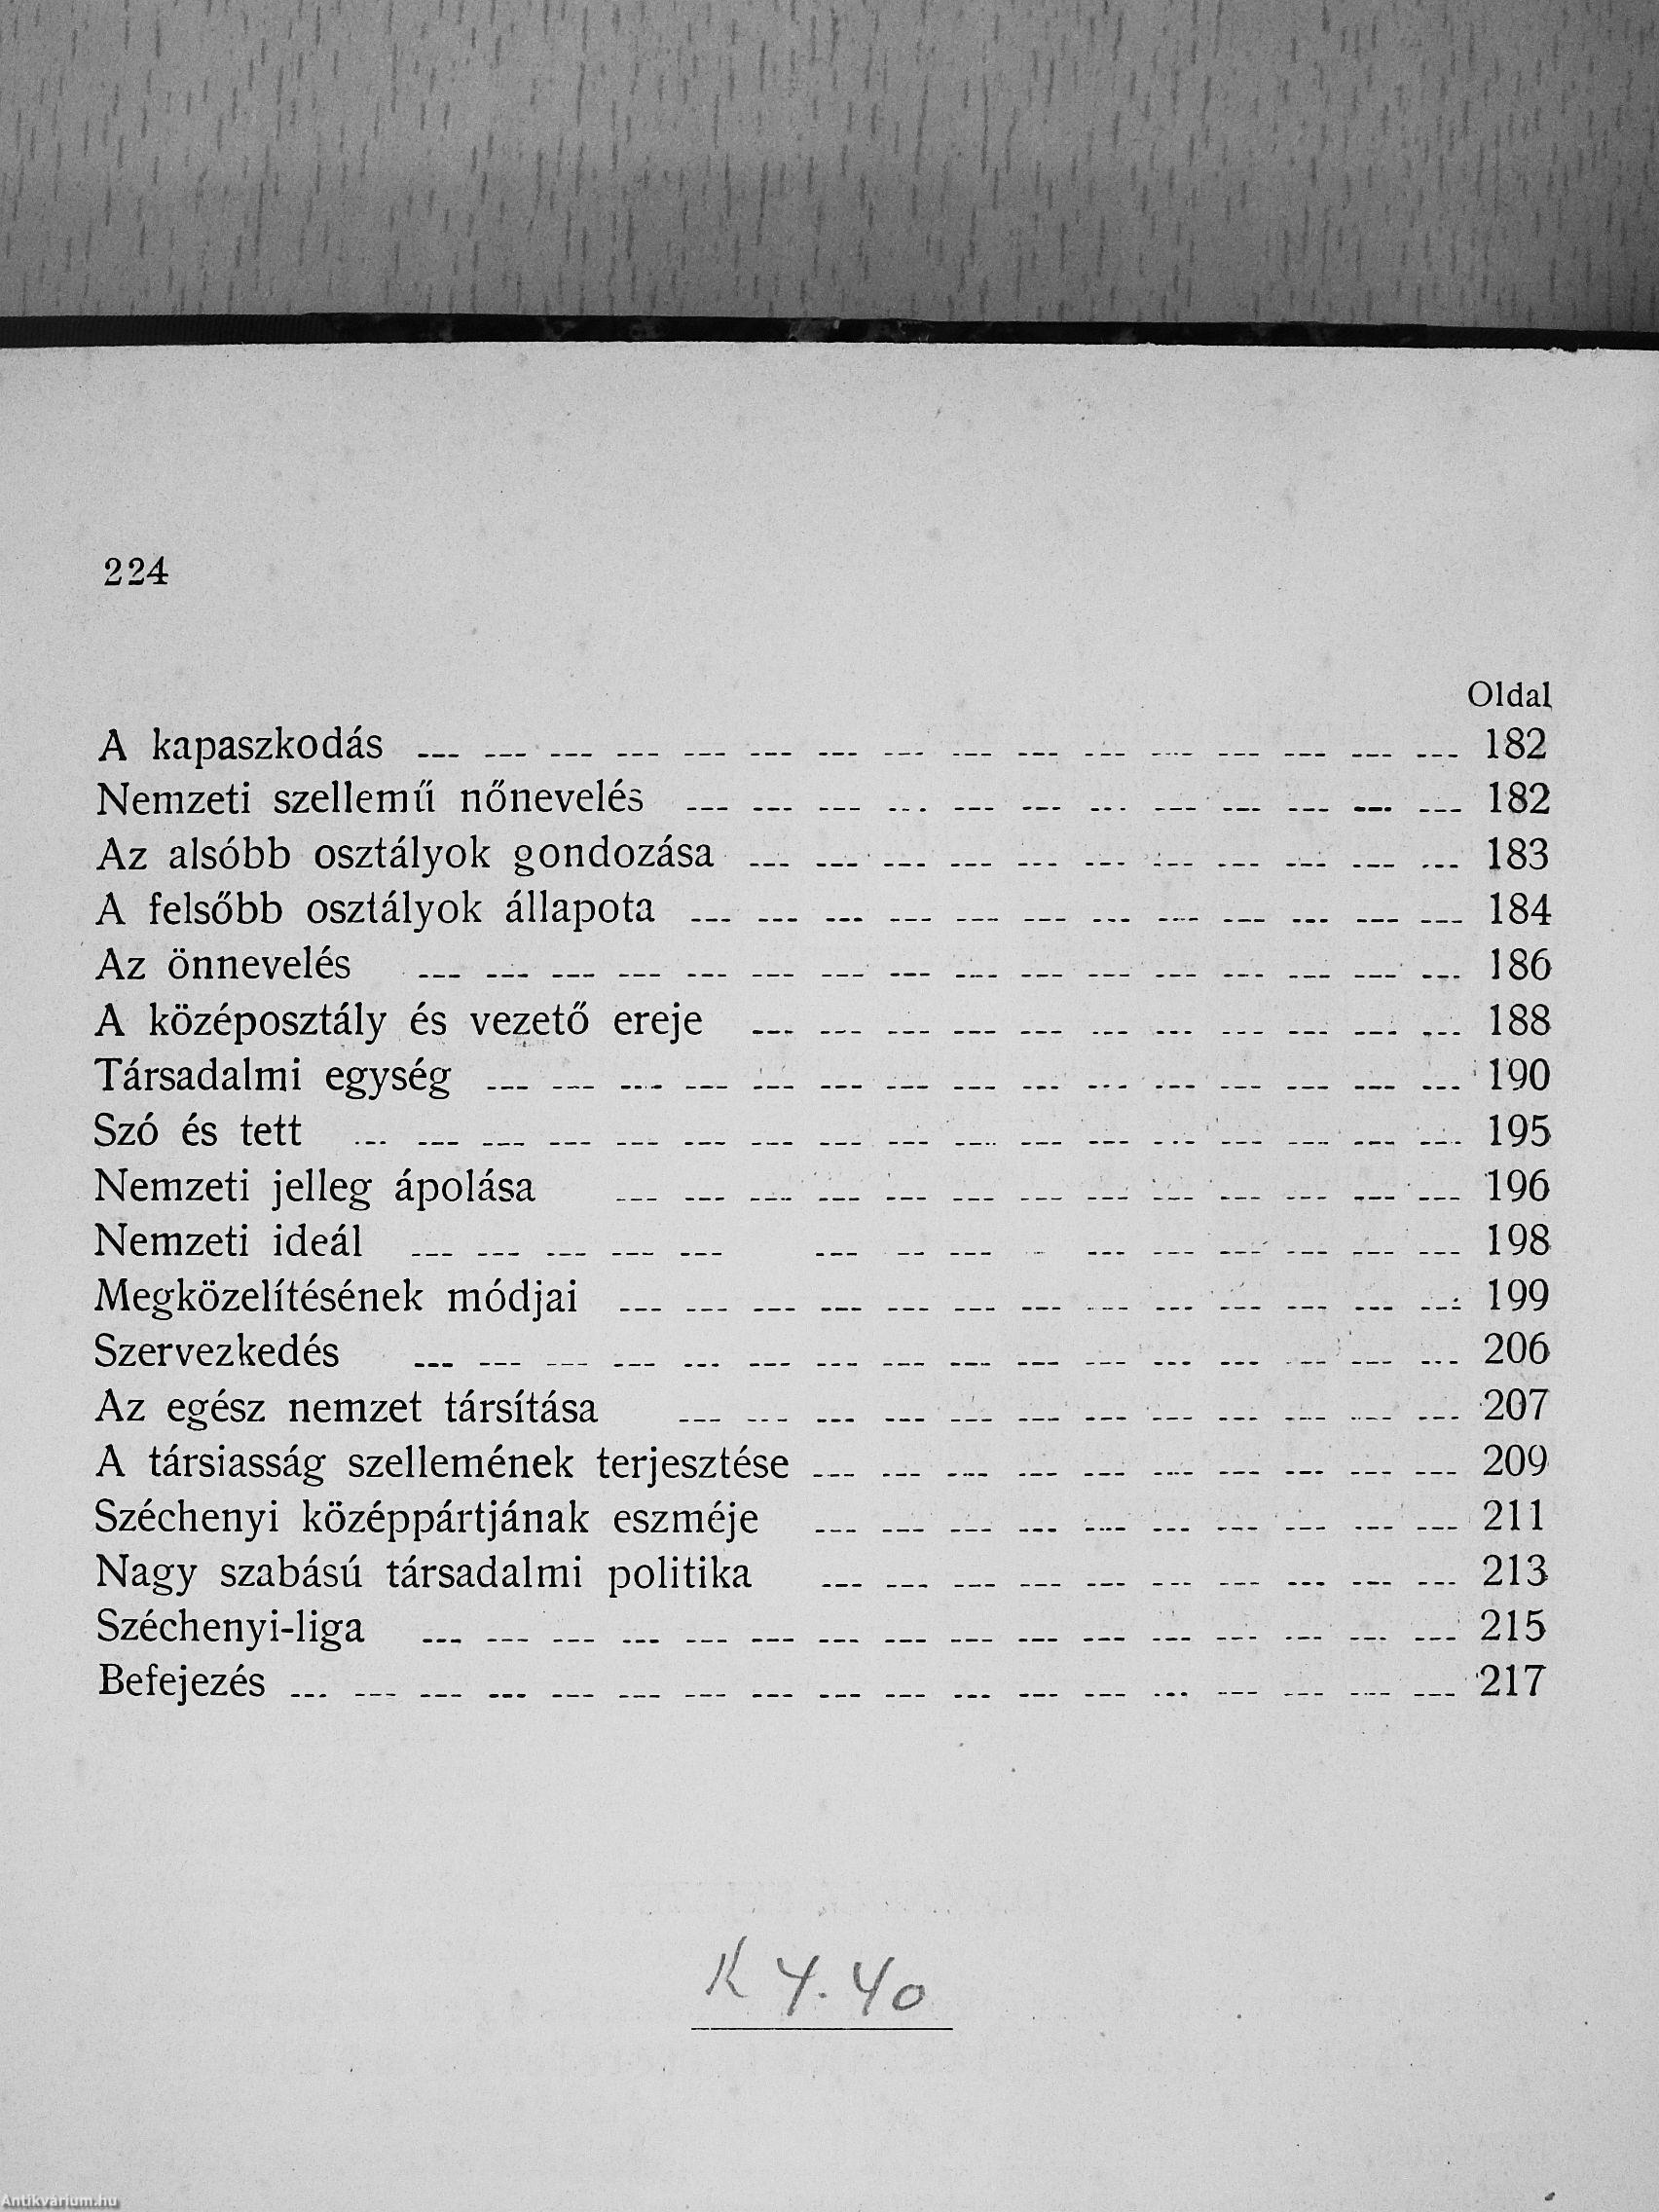 224
Oldal
A kapaszkodás --- --- --- --- --- --- --- --- --- --- --- --- --- --- --- --- 182
Nemzeti szellemű nőnevelés --- --- --- --- --- --- --- --- --- --- --- --- 182
Az alsóbb osztályok gondozása --- --- --- --- --- --- --- --- --- --- --- 183
A felsőbb osztályok állapota --- --- --- --- --- --- --- --- --- --- --- --- 184
Az önnevelés --- --- --- --- --- --- --- --- --- --- --- --- --- --- --- --- 186
A középosztály és vezető ereje --- --- --- --- --- --- --- --- --- --- --- 188
Társadalmi egység --- --- --- --- --- --- --- --- --- --- --- --- --- --- --- 190
Szó és tett --- --- --- --- --- --- --- --- --- --- --- --- --- --- --- --- --- 195
Nemzeti jelleg ápolása --- --- --- --- --- --- --- --- --- --- --- --- --- 196
Nemzeti ideál --- --- --- --- --- --- --- --- --- --- --- --- --- --- --- 198
Megközelítésének módjai --- --- --- --- --- --- --- --- --- --- --- --- --- 199
Szervezkedés --- --- --- --- --- --- --- --- --- --- --- --- --- --- --- --- 206
Az egész nemzet társítása --- --- --- --- --- --- --- --- --- --- --- --- 207
A társiasság szellemének terjesztése --- --- --- --- --- --- --- --- --- --- 209
Széchenyi középpártjának eszméje --- --- --- --- --- --- --- --- --- --- 211
Nagy szabású társadalmi politika --- --- --- --- --- --- --- --- --- --- 213
Széchenyi-liga --- --- --- --- --- --- --- --- --- --- --- --- --- --- --- --- 215
Befejezés --- --- --- --- --- --- --- --- --- --- --- --- --- --- --- --- --- --- 217
K 4.40
Antikvárium.hu